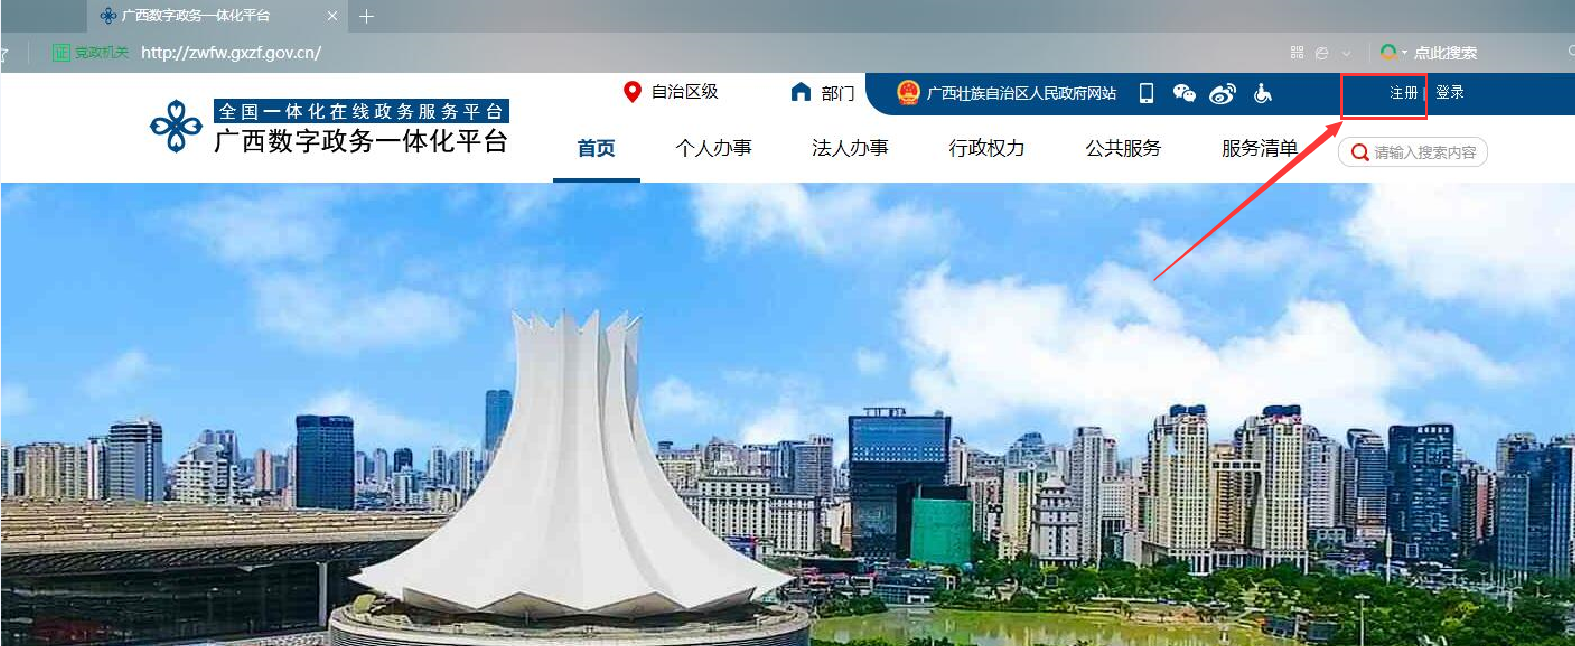 广西数字政务一体化平台
证 党政机关 http://zwfw.gxzf.gov.cn/
点此搜索
自治区级 部门 广西壮族自治区人民政府网站 注册 | 登录
全国一体化在线政务服务平台
广西数字政务一体化平台
首页 个人办事 法人办事 行政权力 公共服务 服务清单
请输入搜索内容